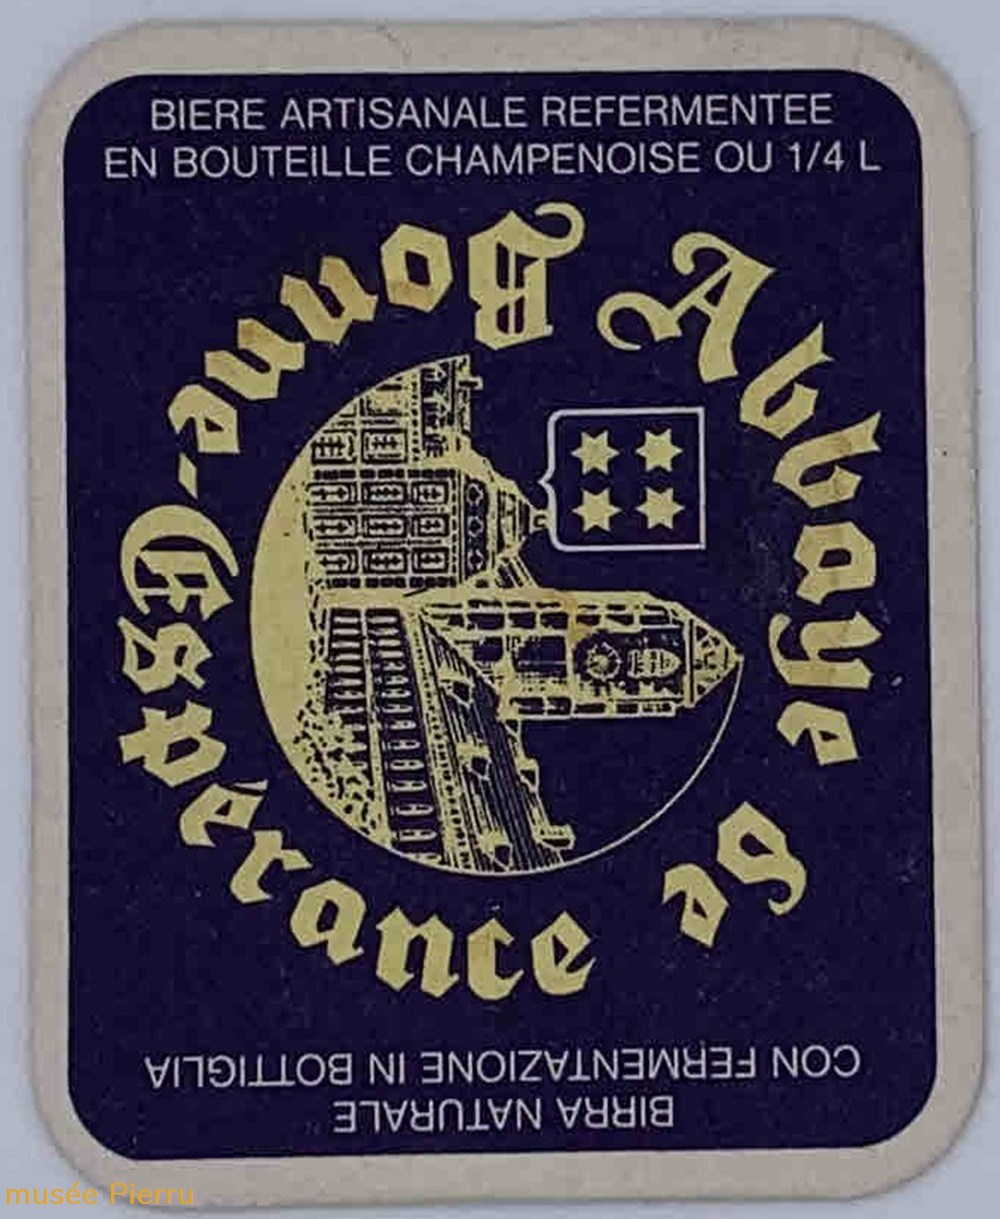 BIERE ARTISANALE REFERMENTEE
EN BOUTEILLE CHAMPENOISE OU 1/4 L
Abbaye de Bonne-Espérance
BIRRA NATURALE
CON FERMENTAZIONE IN BOTTIGLIA
musée Pierru